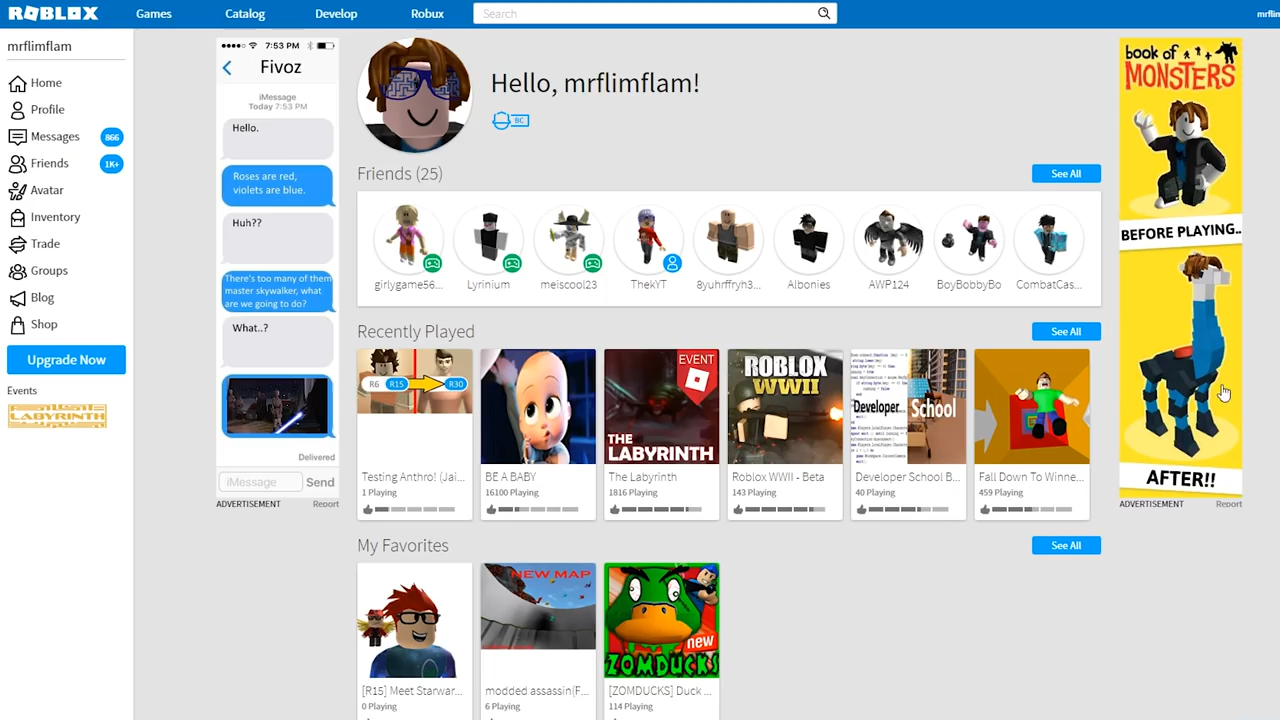 ROBLOX
Games
Catalog
Develop
Robux
Search
mrflim
mrflimflam
Home
Profile
Messages
866
Friends
1K+
Avatar
Inventory
Trade
Groups
Blog
Shop
Upgrade Now
Events
LABYRINTH
7:53 PM
Fivoz
iMessage
Today 7:53 PM
Hello.
Roses are red,
violets are blue.
Huh??
There's too many of them
master skywalker, what
are we going to do?
What..?
Delivered
iMessage
Send
ADVERTISEMENT
Report
Hello, mrflimflam!
BC
Friends (25)
See All
girlygame56...
Lyrinium
meiscool23
ThekYT
8yuhrffryh3...
Albonies
AWP124
BoyBobbyBo
CombatCas...
Recently Played
See All
R6
R15
R30
Testing Anthro! (Jai...
1 Playing
BE A BABY
16100 Playing
EVENT
THE
LABYRINTH
The Labyrinth
1816 Playing
ROBLOX
WWII
Roblox WWII - Beta
143 Playing
Developer
School
Developer School B...
40 Playing
Fall Down To Winne...
459 Playing
My Favorites
See All
[R15] Meet Starwar...
0 Playing
NEW MAP
modded assassin(F...
6 Playing
new
ZOMDUCKS
[ZOMDUCKS] Duck ...
114 Playing
book of
MONSTERS
BEFORE PLAYING..
AFTER!!
ADVERTISEMENT
Report